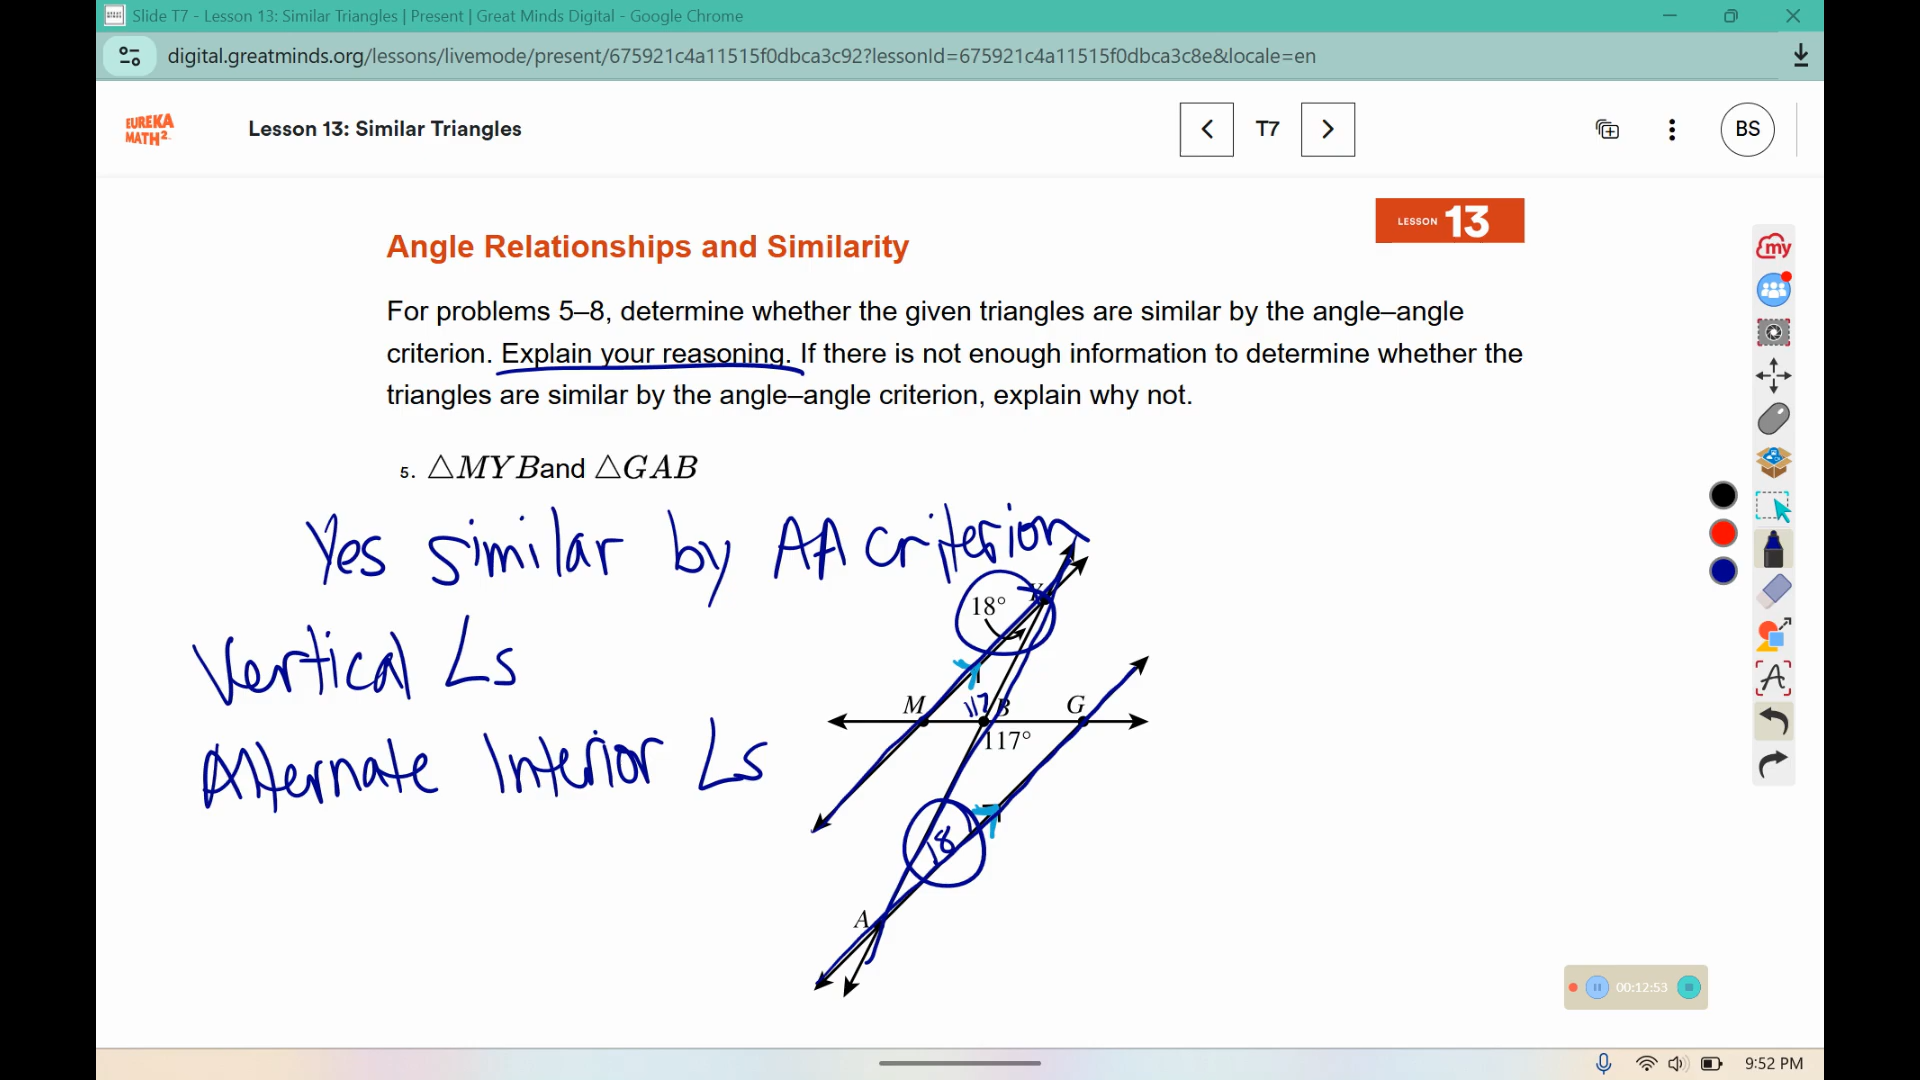 Slide T7 - Lesson 13: Similar Triangles | Present | Great Minds Digital - Google Chrome
digital.greatminds.org/lessons/livemode/present/675921c4a11515f0dbca3c92?lessonId=675921c4a11515f0dbca3c8e&locale=en
EUREKA
MATH²
Lesson 13: Similar Triangles
T7
BS
LESSON 13
Angle Relationships and Similarity
For problems 5–8, determine whether the given triangles are similar by the angle–angle
criterion. Explain your reasoning. If there is not enough information to determine whether the
triangles are similar by the angle–angle criterion, explain why not.
5. △MYB and △GAB
Yes similar by AA criterion
18°
Y
Vertical ∠s
M
117
B
G
117°
Alternate Interior ∠s
18
A
my
A
00:12:53
9:52 PM